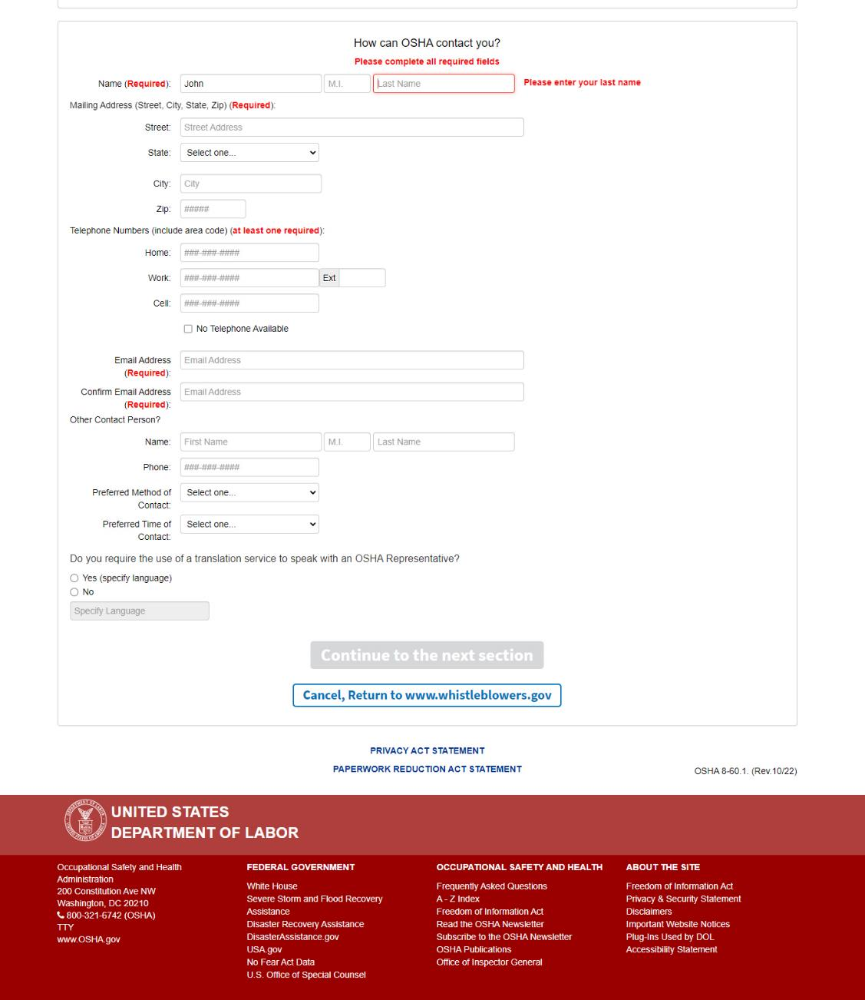 How can OSHA contact you?
Please complete all required fields
Name (Required): John M.I. Last Name Please enter your last name
Mailing Address (Street, City, State, Zip) (Required):
Street: Street Address
State: Select one...
City: City
Zip: #####
Telephone Numbers (include area code) (at least one required):
Home: ###-###-####
Work: ###-###-#### Ext
Cell: ###-###-####
No Telephone Available
Email Address Email Address
(Required):
Confirm Email Address Email Address
(Required):
Other Contact Person?
Name: First Name M.I. Last Name
Phone: ###-###-####
Preferred Method of Select one...
Contact:
Preferred Time of Select one...
Contact:
Do you require the use of a translation service to speak with an OSHA Representative?
Yes (specify language)
No
Specify Language
Continue to the next section
Cancel, Return to www.whistleblowers.gov
PRIVACY ACT STATEMENT
PAPERWORK REDUCTION ACT STATEMENT
OSHA 8-60.1. (Rev.10/22)
UNITED STATES
DEPARTMENT OF LABOR
Occupational Safety and Health
Administration
200 Constitution Ave NW
Washington, DC 20210
800-321-6742 (OSHA)
TTY
www.OSHA.gov
FEDERAL GOVERNMENT
White House
Severe Storm and Flood Recovery
Assistance
Disaster Recovery Assistance
DisasterAssistance.gov
USA.gov
No Fear Act Data
U.S. Office of Special Counsel
OCCUPATIONAL SAFETY AND HEALTH
Frequently Asked Questions
A - Z Index
Freedom of Information Act
Read the OSHA Newsletter
Subscribe to the OSHA Newsletter
OSHA Publications
Office of Inspector General
ABOUT THE SITE
Freedom of Information Act
Privacy & Security Statement
Disclaimers
Important Website Notices
Plug-Ins Used by DOL
Accessibility Statement